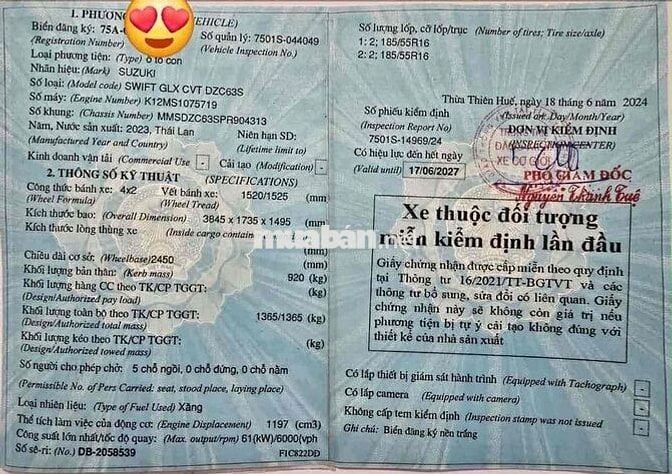 1. PHƯƠNG
VEHICLE)
Biển đăng ký: 75A-
(Registration Number)
Số quản lý: 7501S-044049
(Vehicle Inspection No.)
Loại phương tiện: (Type) ô tô con
Nhãn hiệu: (Mark) SUZUKI
Số loại: (Model code) SWIFT GLX CVT DZC63S
Số máy: (Engine Number) K12MS1075719
Số khung: (Chassis Number) MMSDZC63SPR904313
Năm, Nước sản xuất: 2023, Thái Lan
(Manufactured Year and Country)
Niên hạn SD:
(Lifetime limit to)
Kinh doanh vận tải (Commercial Use) -
Cải tạo (Modification) -
2. THÔNG SỐ KỸ THUẬT (SPECIFICATIONS)
Công thức bánh xe: 4x2
(Wheel Formula)
Vết bánh xe: 1520/1525 (mm)
(Wheel Tread)
Kích thước bao: (Overall Dimension) 3845 x 1735 x 1495 (mm)
Kích thước lòng thùng xe (Inside cargo contain
(mm)
Chiều dài cơ sở: (Wheelbase) 2450 (mm)
Khối lượng bản thân: (Kerb mass) 920 (kg)
Khối lượng hàng CC theo TK/CP TGGT: (kg)
(Design/Authorized pay load)
Khối lượng toàn bộ theo TK/CP TGGT: 1365/1365 (kg)
(Design/Authorized total mass)
Khối lượng kéo theo TK/CP TGGT: (kg)
(Design/Authorized towed mass)
Số người cho phép chở: 5 chỗ ngồi, 0 chỗ đứng, 0 chỗ nằm
(Permissible No. of Pers Carried: seat, stood place, laying place)
Loại nhiên liệu: (Type of Fuel Used) Xăng
Thể tích làm việc của động cơ: (Engine Displacement) 1197 (cm3)
Công suất lớn nhất/tốc độ quay: (Max. output/rpm) 61(kW)/6000vph
Số sê-ri: (No.) DB-2058539
F1C822DD
Số lượng lốp, cỡ lốp/trục (Number of tires; Tire size/axle)
1: 2; 185/55R16
2: 2; 185/55R16
Thừa Thiên Huế, ngày 18 tháng 6 năm 2024
(Issued on: Day/Month/Year)
Số phiếu kiểm định
(Inspection Report No)
7501S-14969/24
ĐƠN VỊ KIỂM ĐỊNH
(INSPECTION CENTER)
Có hiệu lực đến hết ngày
(Valid until) 17/06/2027
ĐĂNG KIỂM
XE CƠ GIỚI
PHÓ GIÁM ĐỐC
Nguyễn Thành Tuệ
Xe thuộc đối tượng
miễn kiểm định lần đầu
Giấy chứng nhận được cấp miễn theo quy định
tại Thông tư 16/2021/TT-BGTVT và các
thông tư bổ sung, sửa đổi có liên quan. Giấy
chứng nhận này sẽ không còn giá trị nếu
phương tiện bị tự ý cải tạo không đúng với
thiết kế của nhà sản xuất
Có lắp thiết bị giám sát hành trình (Equipped with Tachograph) -
Có lắp camera (Equipped with camera) -
Không cấp tem kiểm định (Inspection stamp was not issued -
Ghi chú: Biển đăng ký nền trắng
muabán